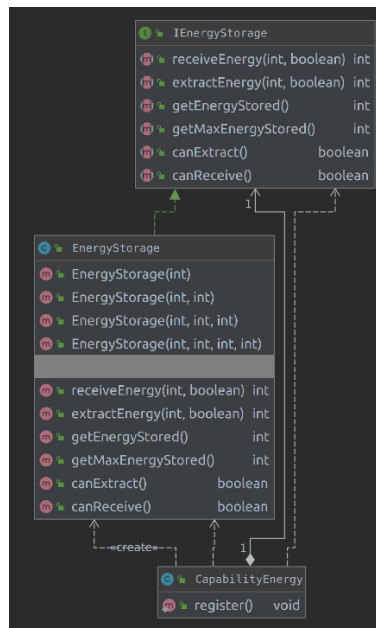 IEnergyStorage
receiveEnergy(int, boolean) int
extractEnergy(int, boolean) int
getEnergyStored() int
getMaxEnergyStored() int
canExtract() boolean
canReceive() boolean
1
EnergyStorage
EnergyStorage(int)
EnergyStorage(int, int)
EnergyStorage(int, int, int)
EnergyStorage(int, int, int, int)
receiveEnergy(int, boolean) int
extractEnergy(int, boolean) int
getEnergyStored() int
getMaxEnergyStored() int
canExtract() boolean
canReceive() boolean
«create»
1
CapabilityEnergy
register() void